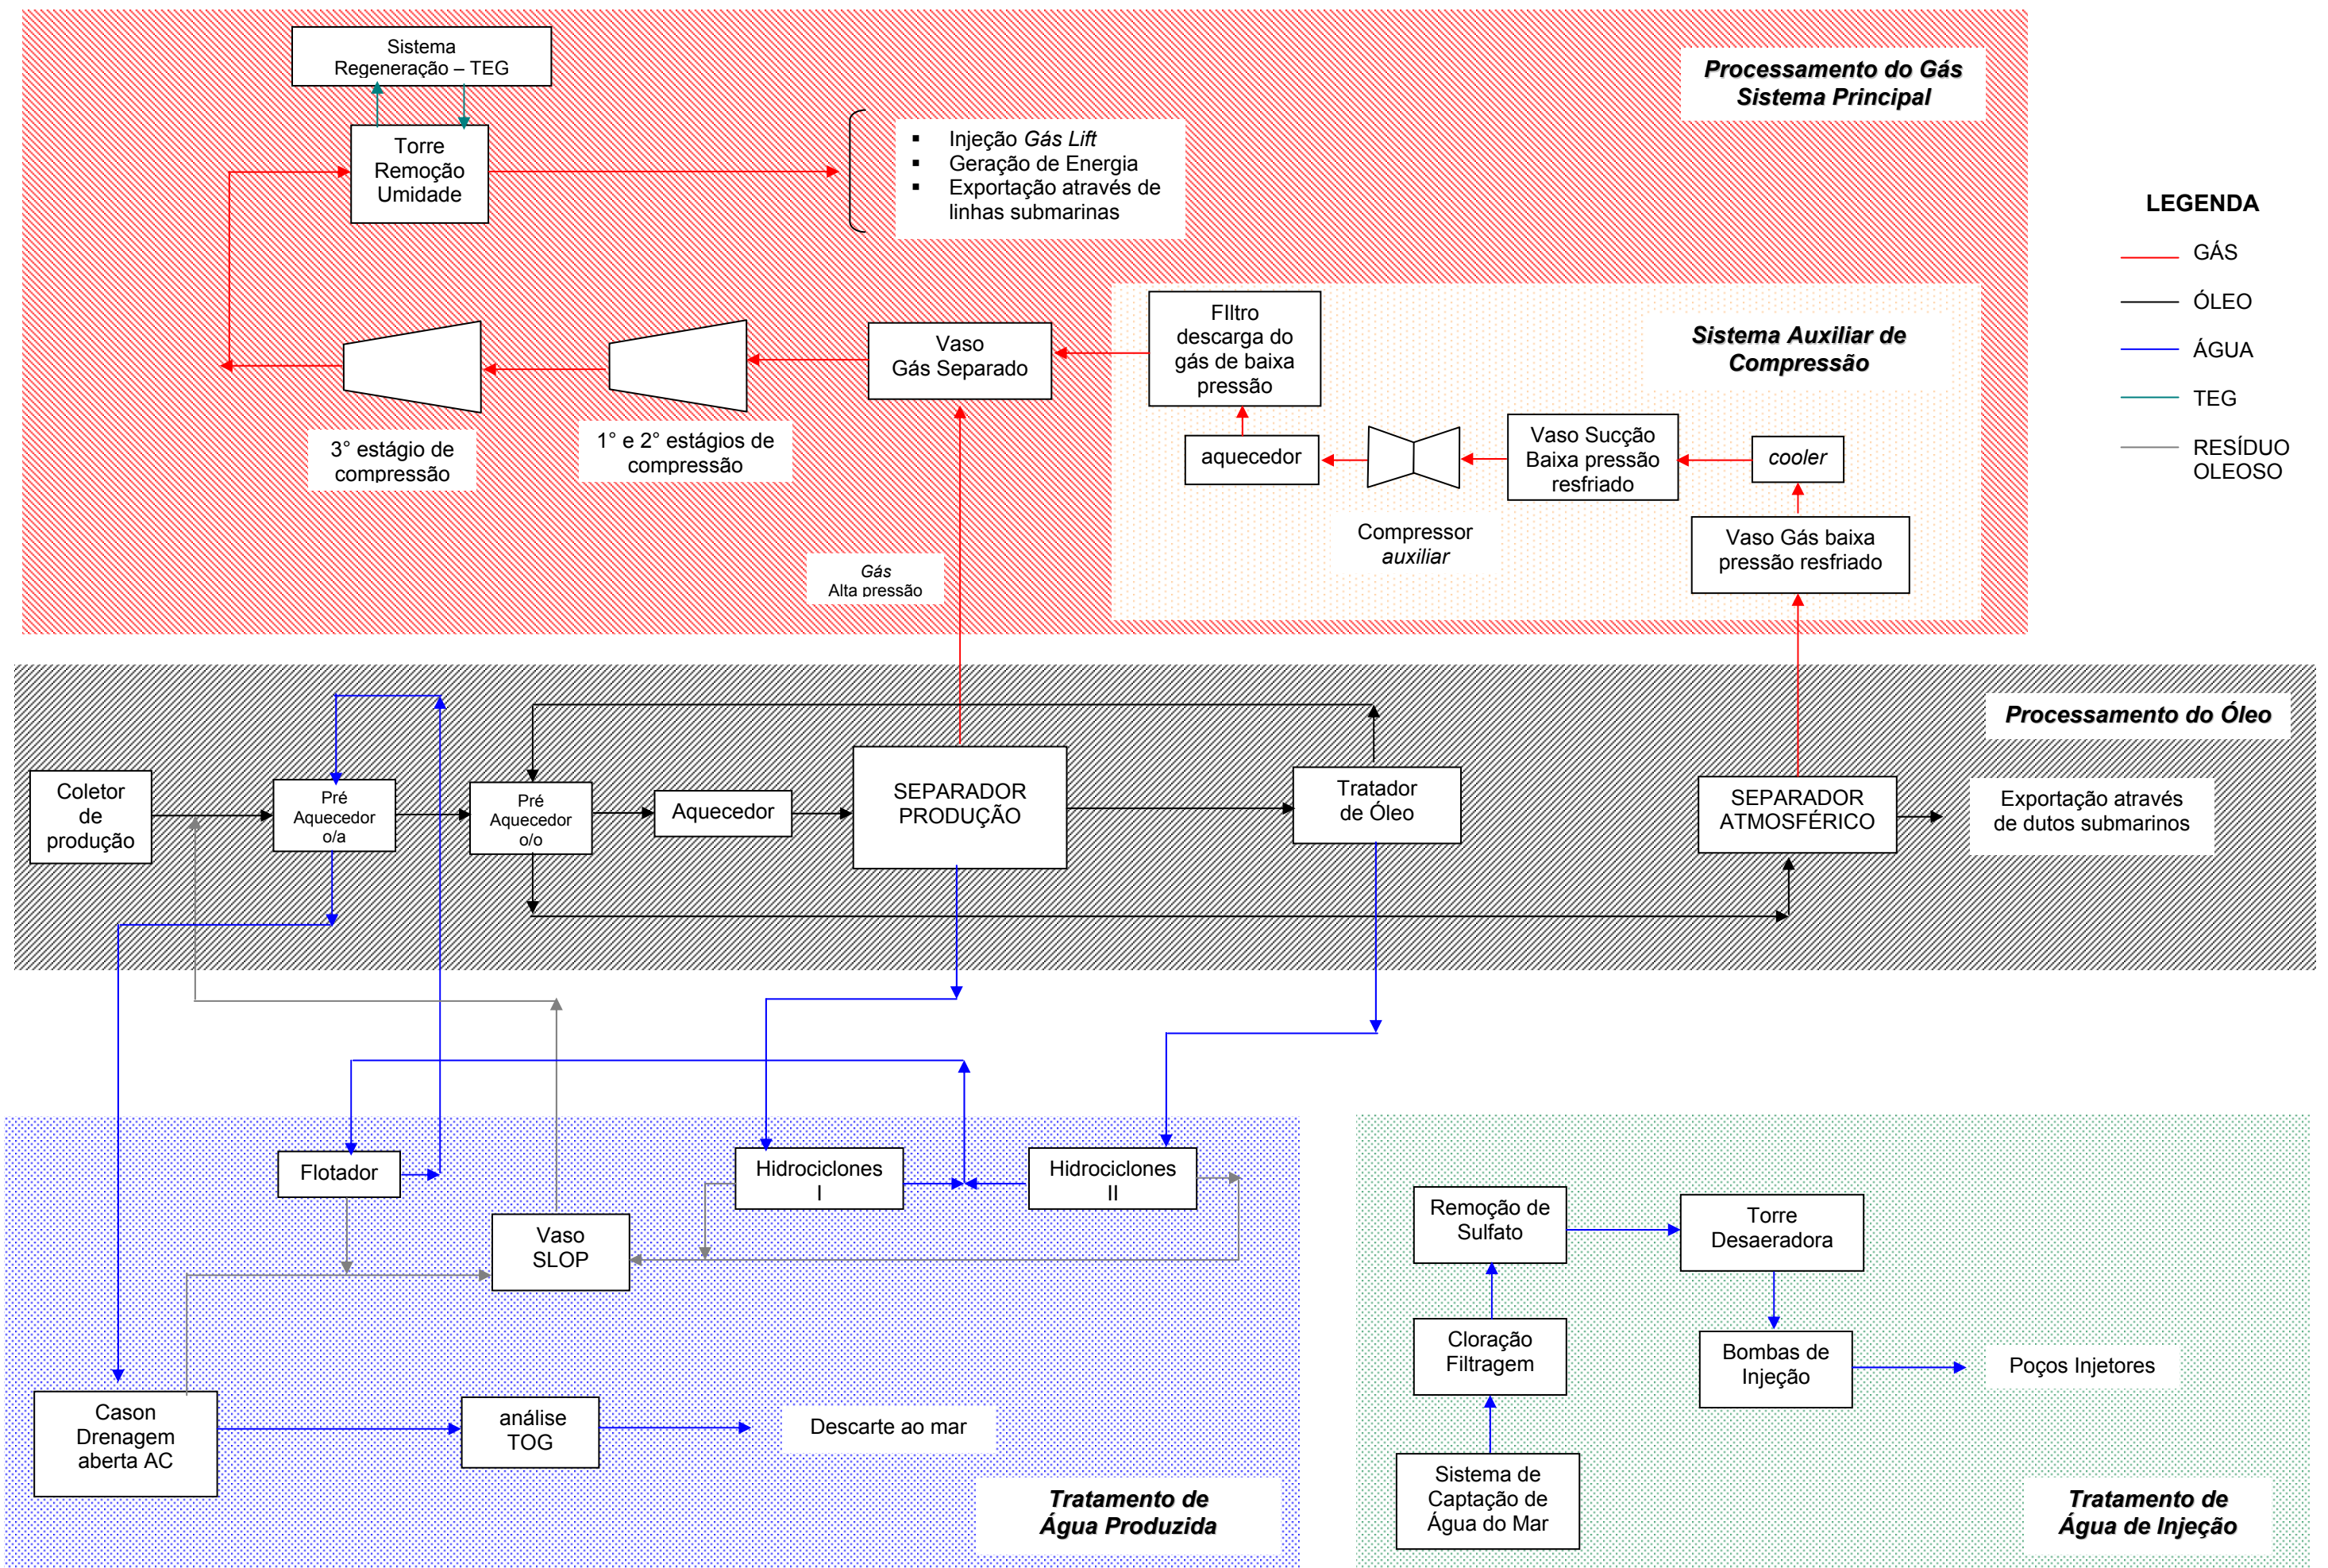 Sistema
Regeneração – TEG
Processamento do Gás
Sistema Principal
Torre
Remoção
Umidade
▪ Injeção Gás Lift
▪ Geração de Energia
▪ Exportação através de
linhas submarinas
LEGENDA
GÁS
ÓLEO
ÁGUA
TEG
RESÍDUO
OLEOSO
FIltro
descarga do
gás de baixa
pressão
Sistema Auxiliar de
Compressão
Vaso
Gás Separado
3° estágio de
compressão
1° e 2° estágios de
compressão
aquecedor
Vaso Sucção
Baixa pressão
resfriado
cooler
Compressor
auxiliar
Vaso Gás baixa
pressão resfriado
Gás
Alta pressão
Processamento do Óleo
Coletor
de
produção
Pré
Aquecedor
o/a
Pré
Aquecedor
o/o
Aquecedor
SEPARADOR
PRODUÇÃO
Tratador
de Óleo
SEPARADOR
ATMOSFÉRICO
Exportação através
de dutos submarinos
Flotador
Hidrociclones
I
Hidrociclones
II
Vaso
SLOP
Cason
Drenagem
aberta AC
análise
TOG
Descarte ao mar
Tratamento de
Água Produzida
Remoção de
Sulfato
Torre
Desaeradora
Cloração
Filtragem
Bombas de
Injeção
Poços Injetores
Sistema de
Captação de
Água do Mar
Tratamento de
Água de Injeção